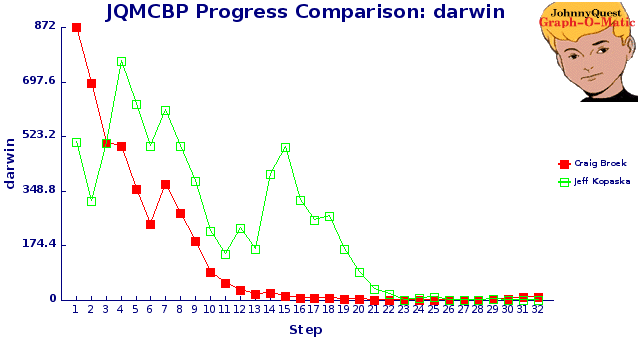 JQMCBP Progress Comparison: darwin
JohnnyQuest
Graph-O-Matic
872
697.6
523.2
348.8
174.4
0
darwin
Craig Broek
Jeff Kopaska
1 2 3 4 5 6 7 8 9 10 11 12 13 14 15 16 17 18 19 20 21 22 23 24 25 26 27 28 29 30 31 32
Step